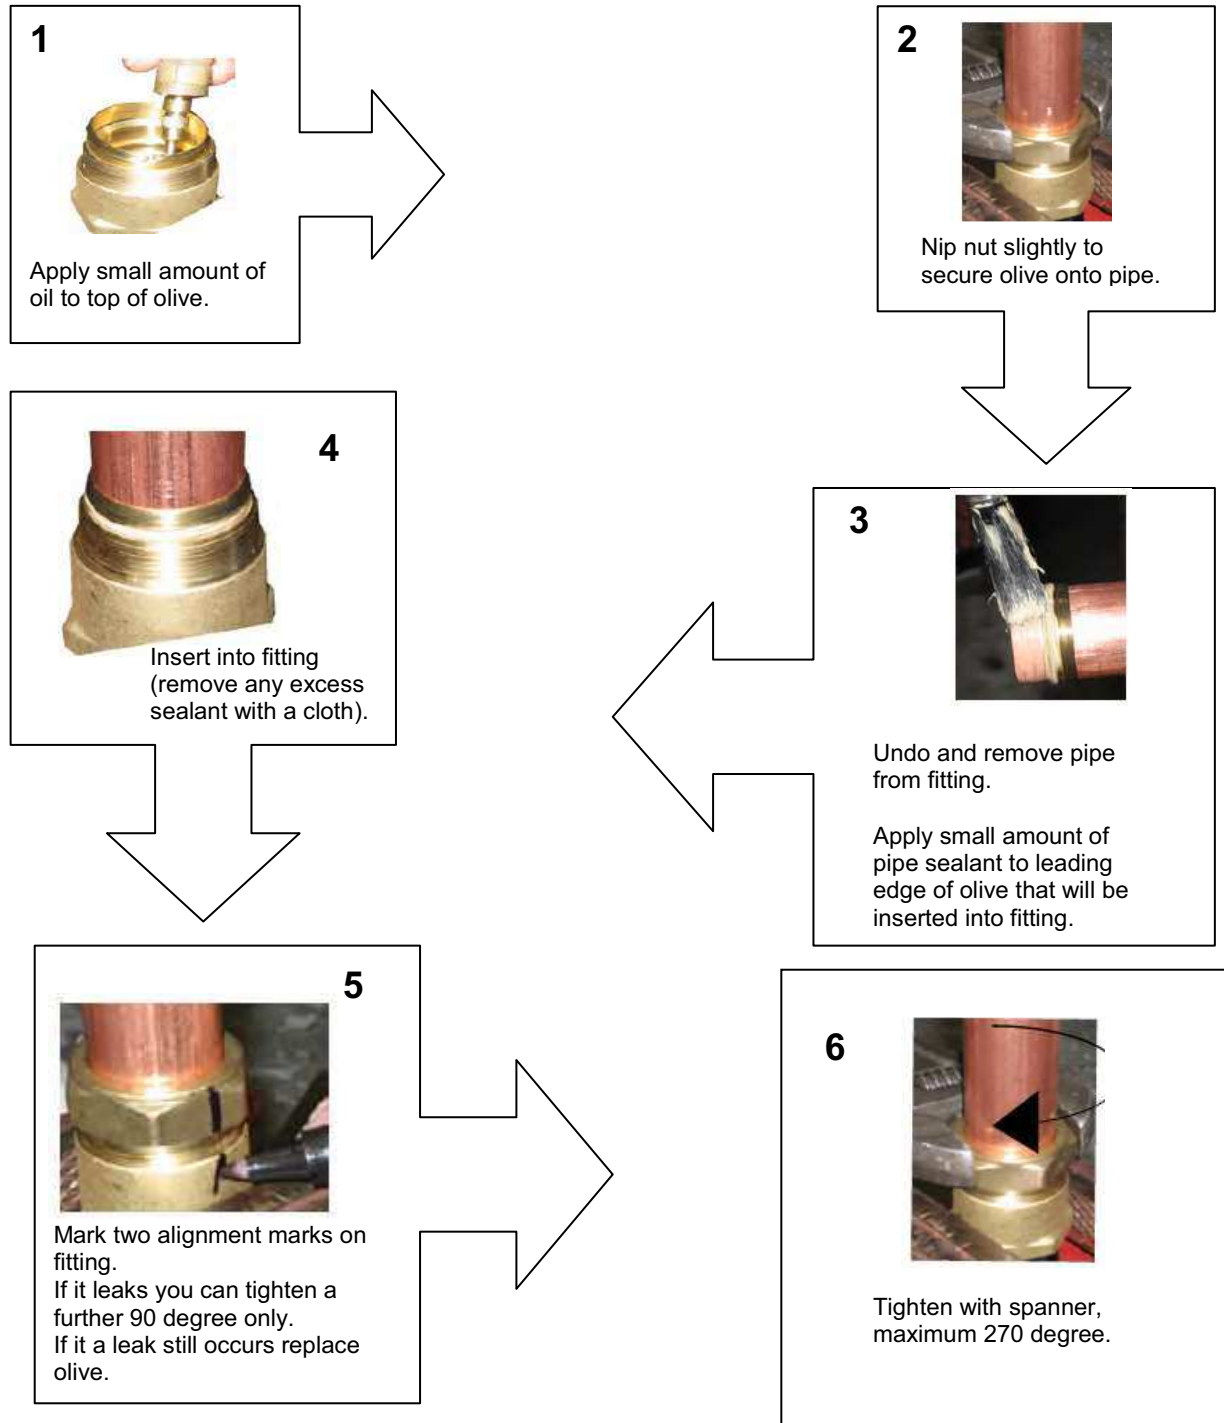 1
Apply small amount of
oil to top of olive.
2
Nip nut slightly to
secure olive onto pipe.
3
Undo and remove pipe
from fitting.
Apply small amount of
pipe sealant to leading
edge of olive that will be
inserted into fitting.
4
Insert into fitting
(remove any excess
sealant with a cloth).
5
Mark two alignment marks on
fitting.
If it leaks you can tighten a
further 90 degree only.
If it a leak still occurs replace
olive.
6
Tighten with spanner,
maximum 270 degree.